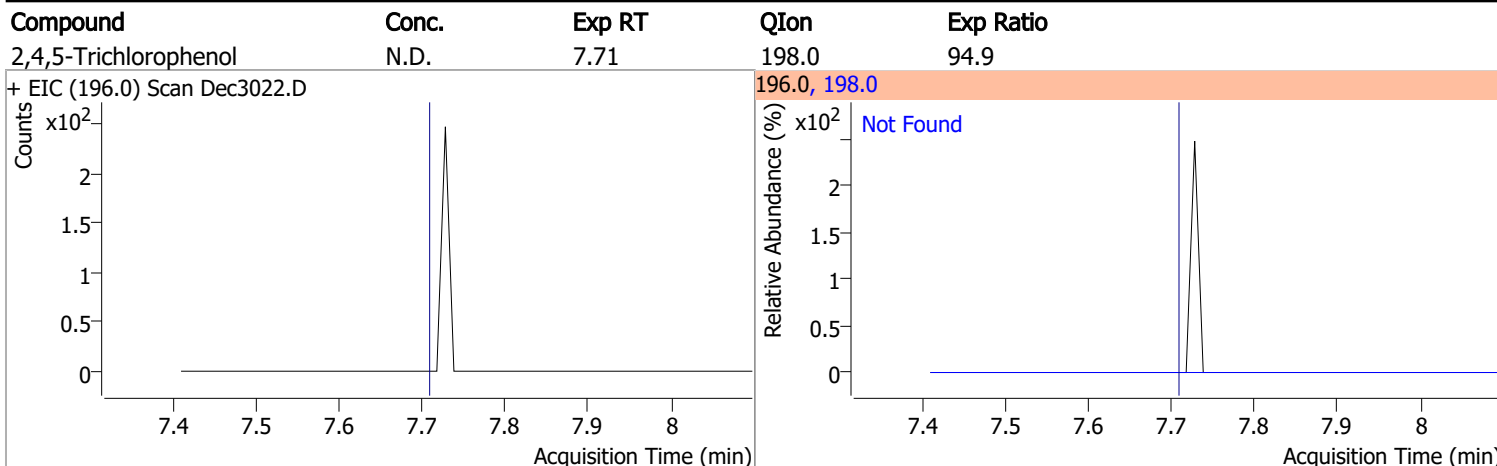 Compound Conc. Exp RT QIon Exp Ratio
2,4,5-Trichlorophenol N.D. 7.71 198.0 94.9
+ EIC (196.0) Scan Dec3022.D
Counts
x10²
2
1.5
1
0.5
0
7.4 7.5 7.6 7.7 7.8 7.9 8
Acquisition Time (min)
196.0, 198.0
Relative Abundance (%)
x10²
Not Found
2
1.5
1
0.5
0
7.4 7.5 7.6 7.7 7.8 7.9 8
Acquisition Time (min)